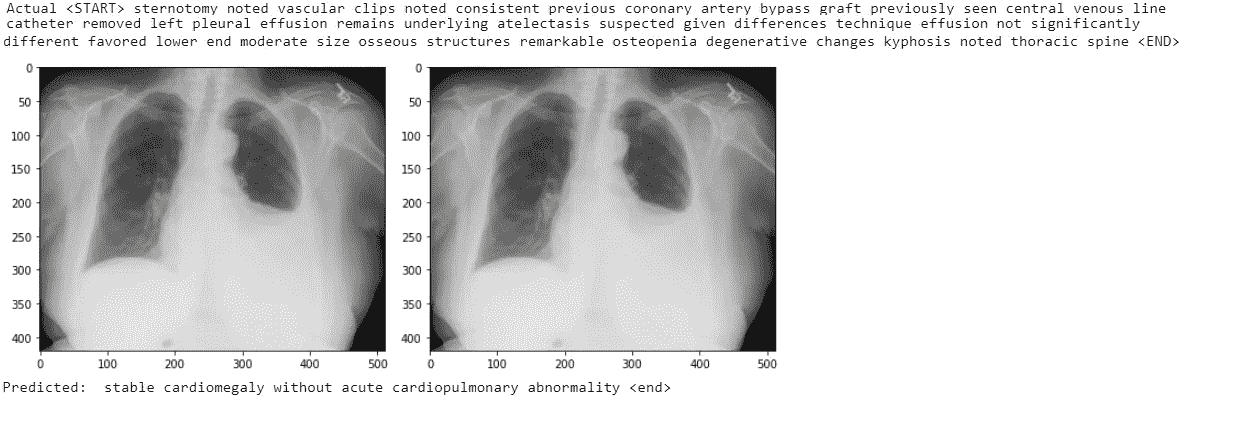 Actual <START> sternotomy noted vascular clips noted consistent previous coronary artery bypass graft previously seen central venous line
catheter removed left pleural effusion remains underlying atelectasis suspected given differences technique effusion not significantly
different favored lower end moderate size osseous structures remarkable osteopenia degenerative changes kyphosis noted thoracic spine <END>
0 0
50 50
100 100
150 150
200 200
250 250
300 300
350 350
400 400
0 100 200 300 400 500 0 100 200 300 400 500
Predicted: stable cardiomegaly without acute cardiopulmonary abnormality <end>